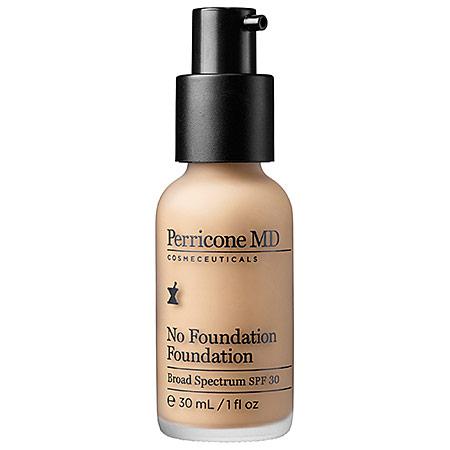 Perricone MD
COSMECEUTICALS
No Foundation
Foundation
Broad Spectrum SPF 30
e 30 mL / 1 fl oz